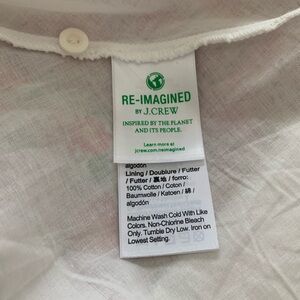 RE-IMAGINED
BY J.CREW
INSPIRED BY THE PLANET
AND ITS PEOPLE.
Learn more at
jcrew.com/reimagined
algodón
Lining / Doublure / Futter
/ Futter / 裏地 / forro:
100% Cotton / Coton /
Baumwolle / Katoen / 綿 /
algodón
Machine Wash Cold With Like
Colors. Non-Chlorine Bleach
Only. Tumble Dry Low. Iron on
Lowest Setting.